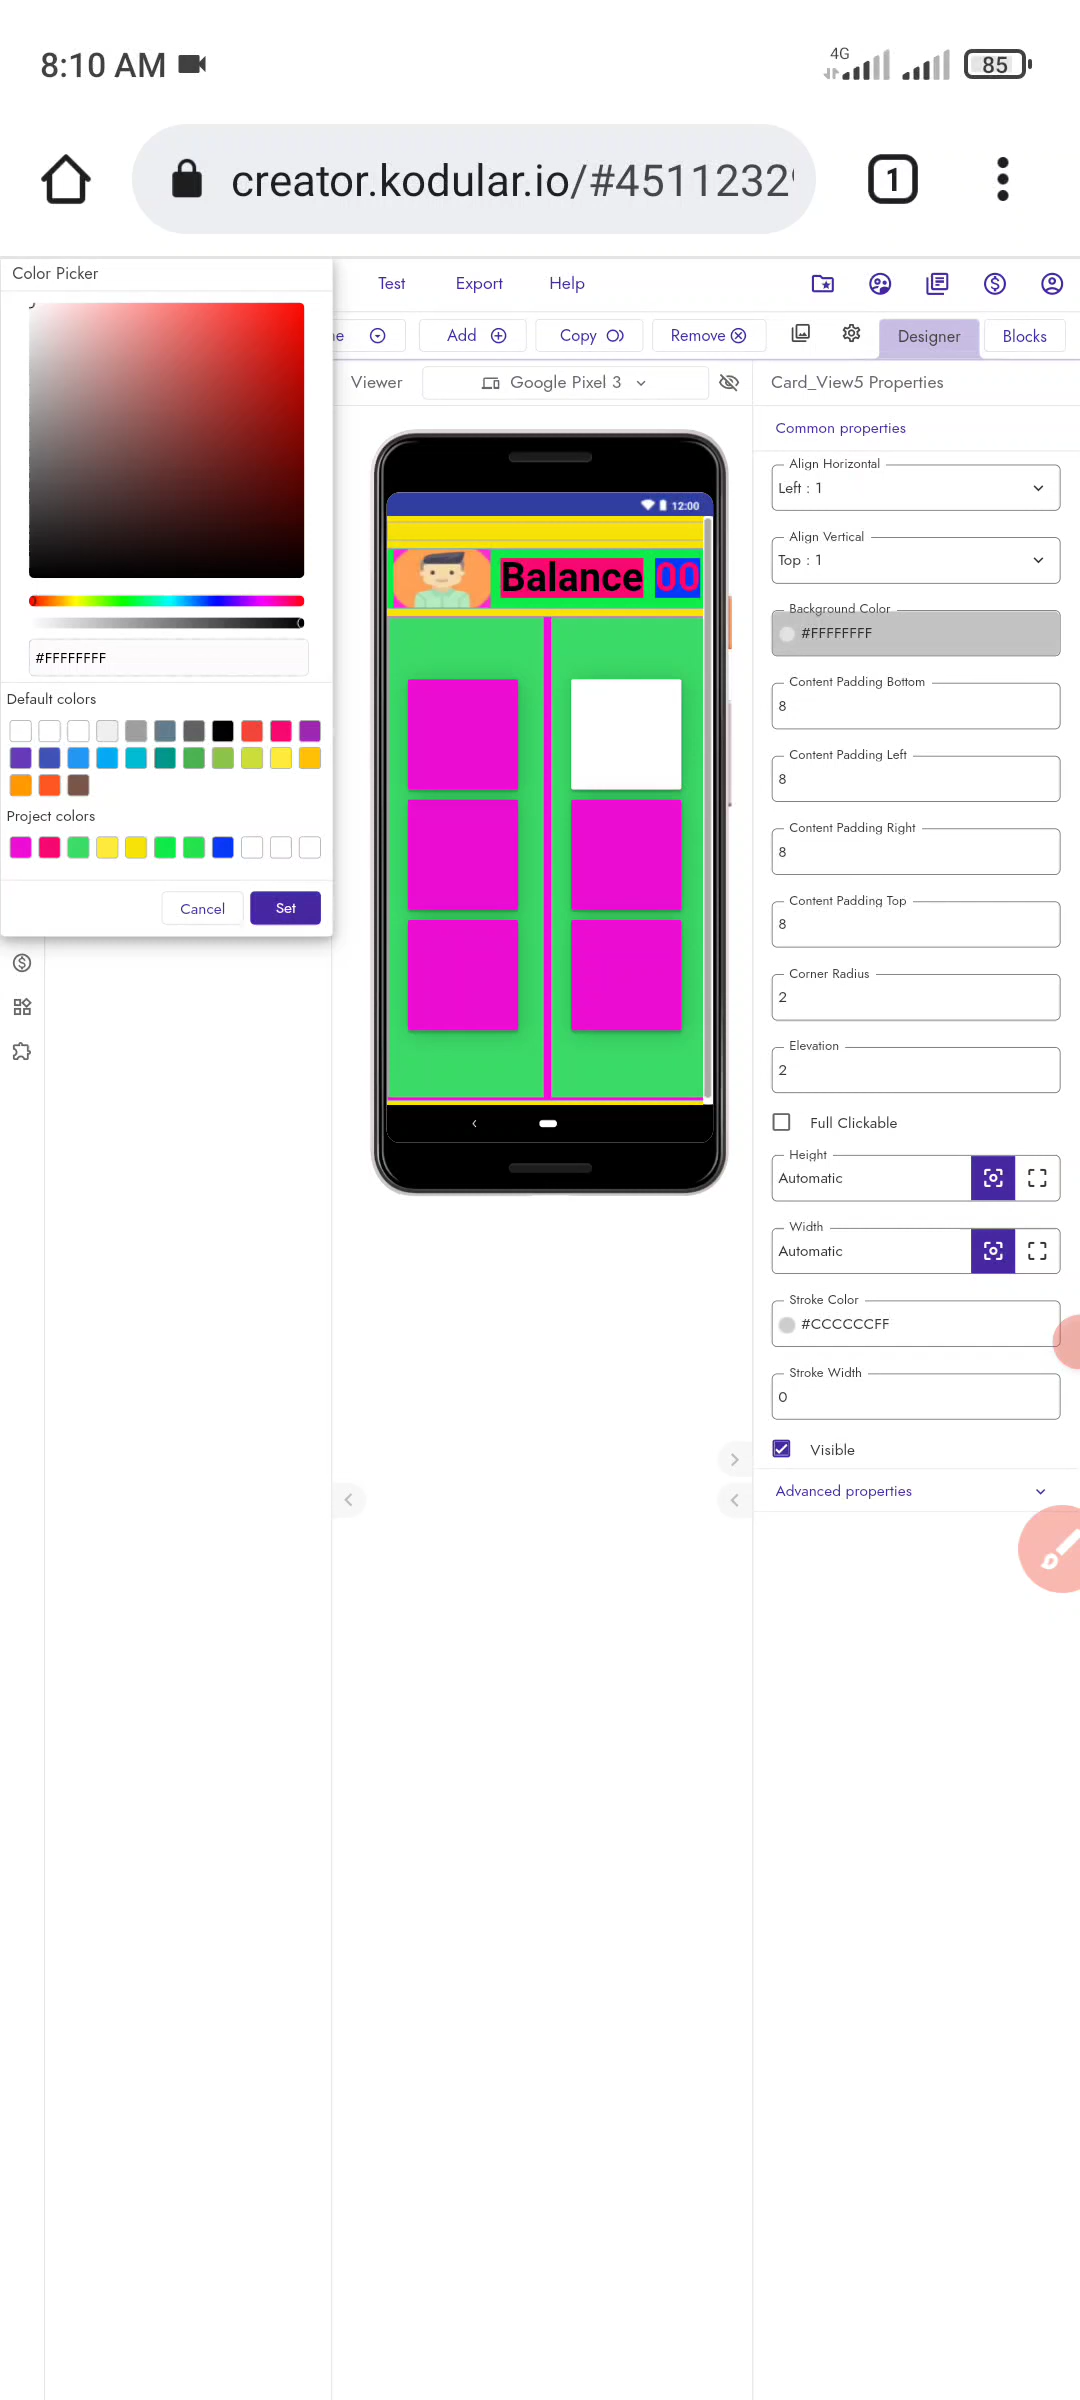 8:10 AM
4G
85
creator.kodular.io/#4511232
1
Color Picker
Test
Export
Help
Add
Copy
Remove
Designer
Blocks
Viewer
Google Pixel 3
Card_View5 Properties
Common properties
Align Horizontal
Left : 1
Align Vertical
Top : 1
Background Color
#FFFFFFFF
Content Padding Bottom
8
Content Padding Left
8
Content Padding Right
8
Content Padding Top
8
Corner Radius
2
Elevation
2
Full Clickable
Height
Automatic
Width
Automatic
Stroke Color
#CCCCCCFF
Stroke Width
0
Visible
Advanced properties
12:00
Balance 00
#FFFFFFFF
Default colors
Project colors
Cancel
Set